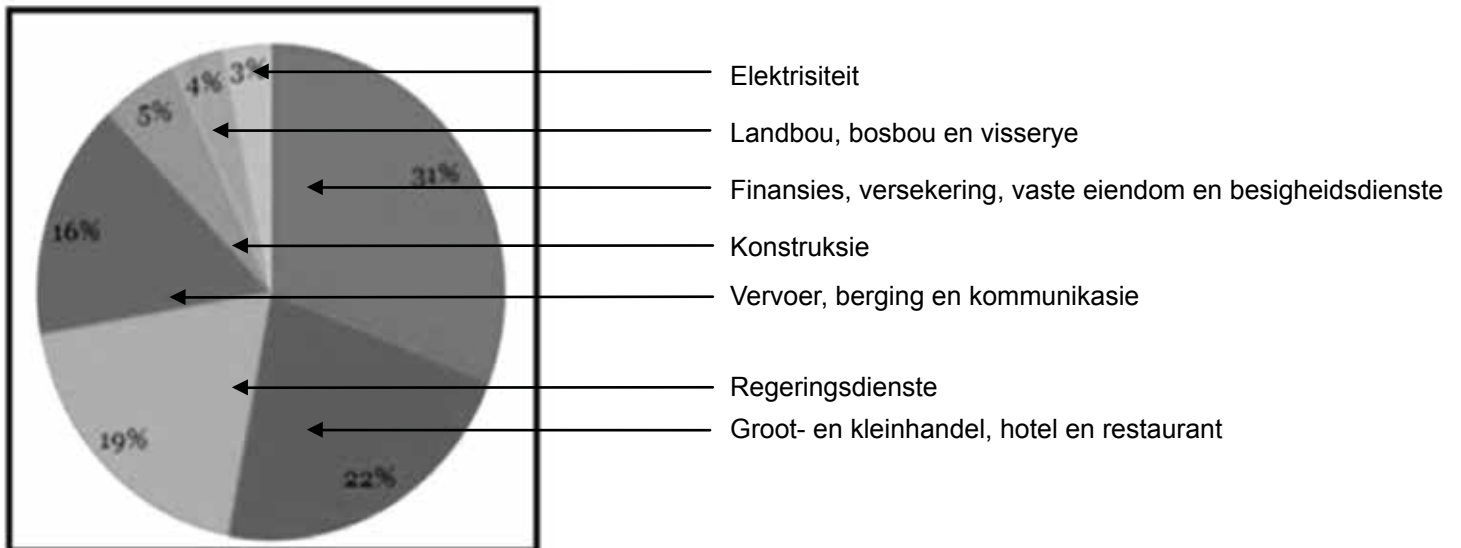 3%
4%
5%
31%
16%
19%
22%
Elektrisiteit
Landbou, bosbou en visserye
Finansies, versekering, vaste eiendom en besigheidsdienste
Konstruksie
Vervoer, berging en kommunikasie
Regeringsdienste
Groot- en kleinhandel, hotel en restaurant